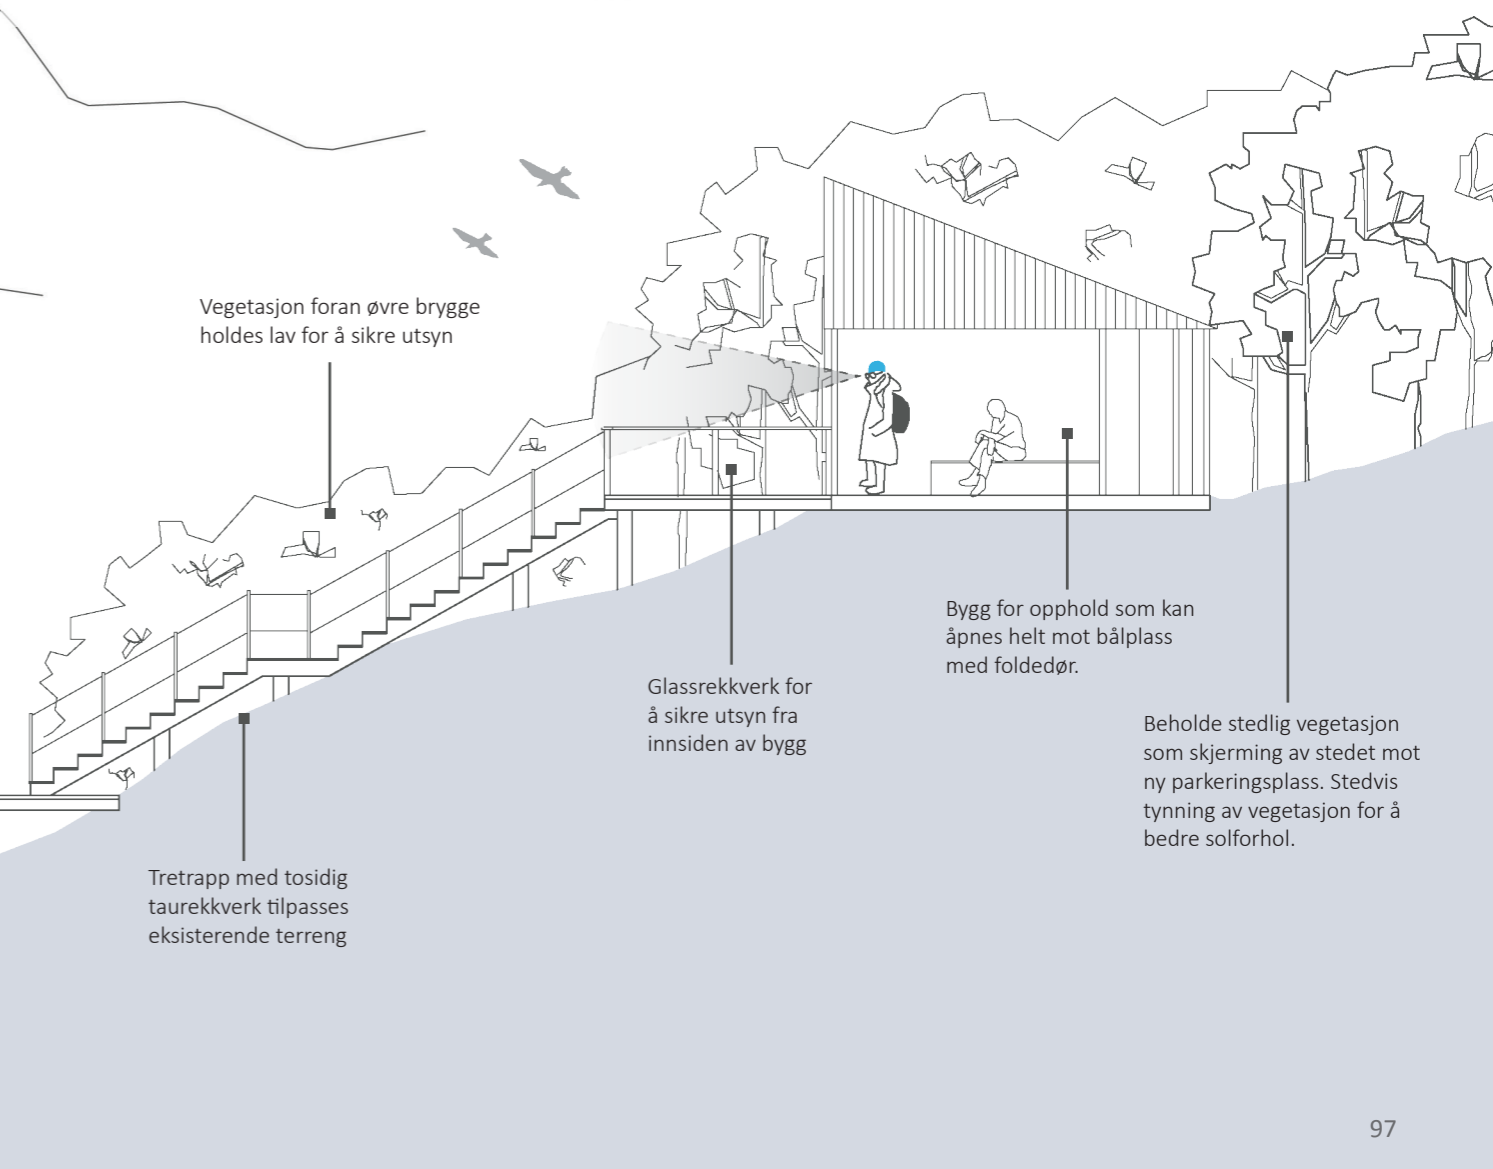 Vegetasjon foran øvre brygge
holdes lav for å sikre utsyn
Bygg for opphold som kan
åpnes helt mot bålplass
med foldedør.
Glassrekkverk for
å sikre utsyn fra
innsiden av bygg
Beholde stedlig vegetasjon
som skjerming av stedet mot
ny parkeringsplass. Stedvis
tynning av vegetasjon for å
bedre solforhol.
Tretrapp med tosidig
taurekkverk tilpasses
eksisterende terreng
97